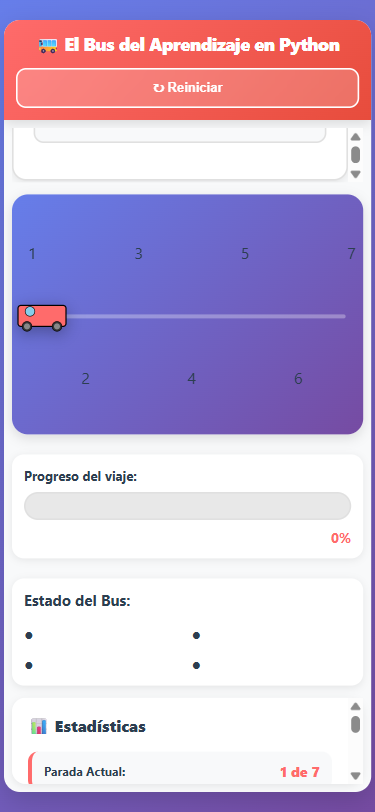 🚌 El Bus del Aprendizaje en Python
↻ Reiniciar
1 3 5 7
2 4 6
Progreso del viaje:
0%
Estado del Bus:
📊 Estadísticas
Parada Actual: 1 de 7